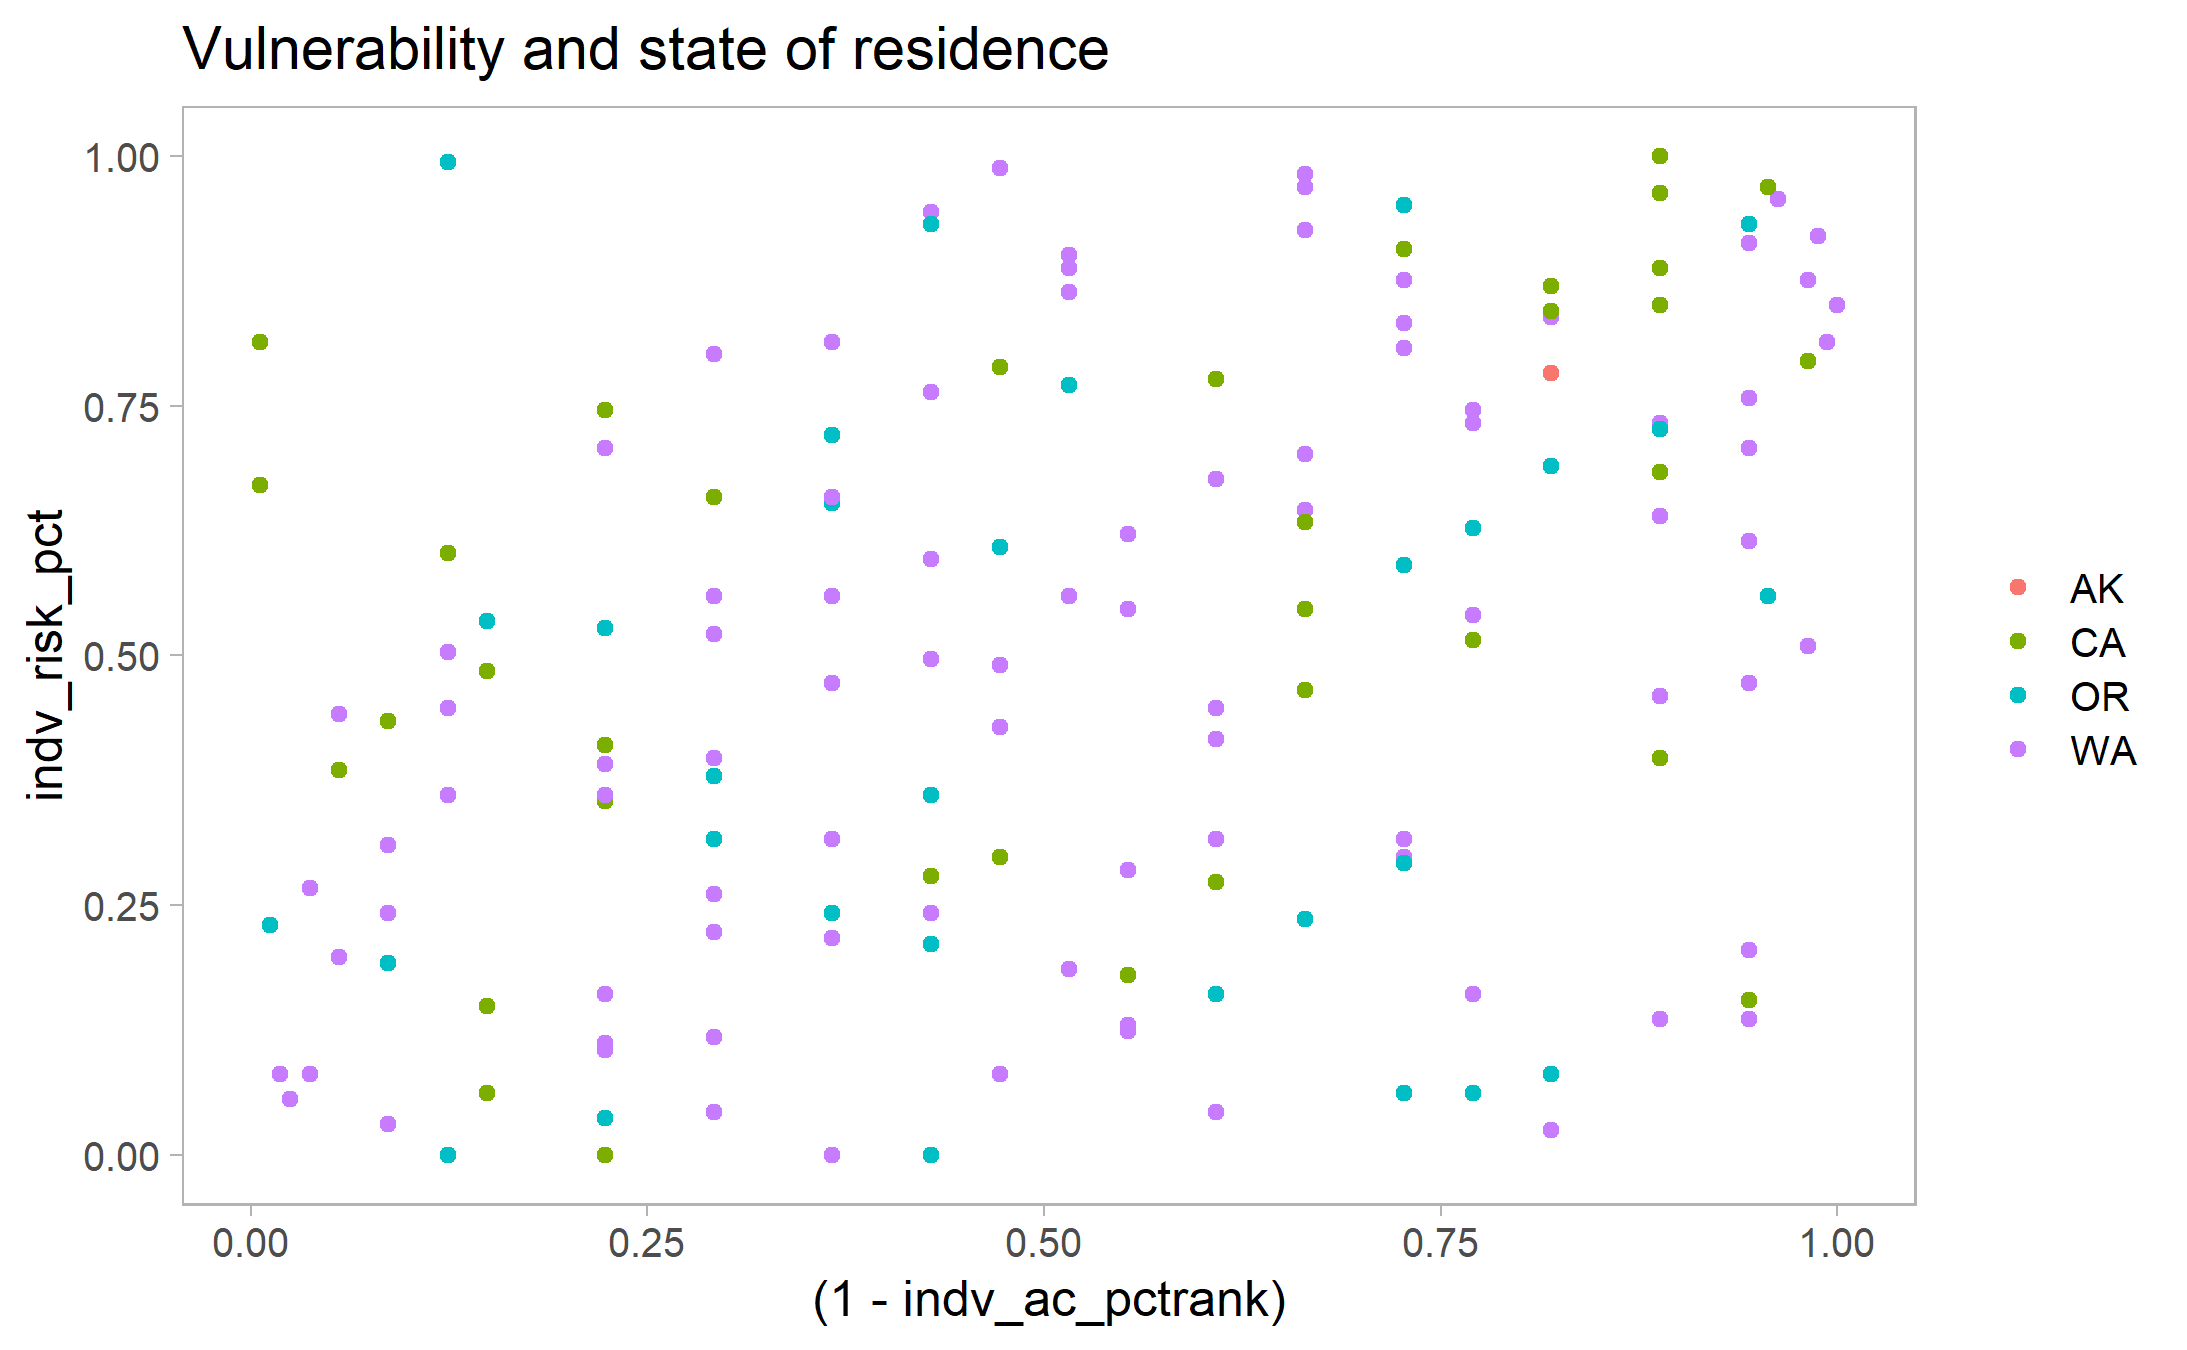 Vulnerability and state of residence
indv_risk_pct
1.00
0.75
0.50
0.25
0.00
0.00 0.25 0.50 0.75 1.00
(1 - indv_ac_pctrank)
AK
CA
OR
WA